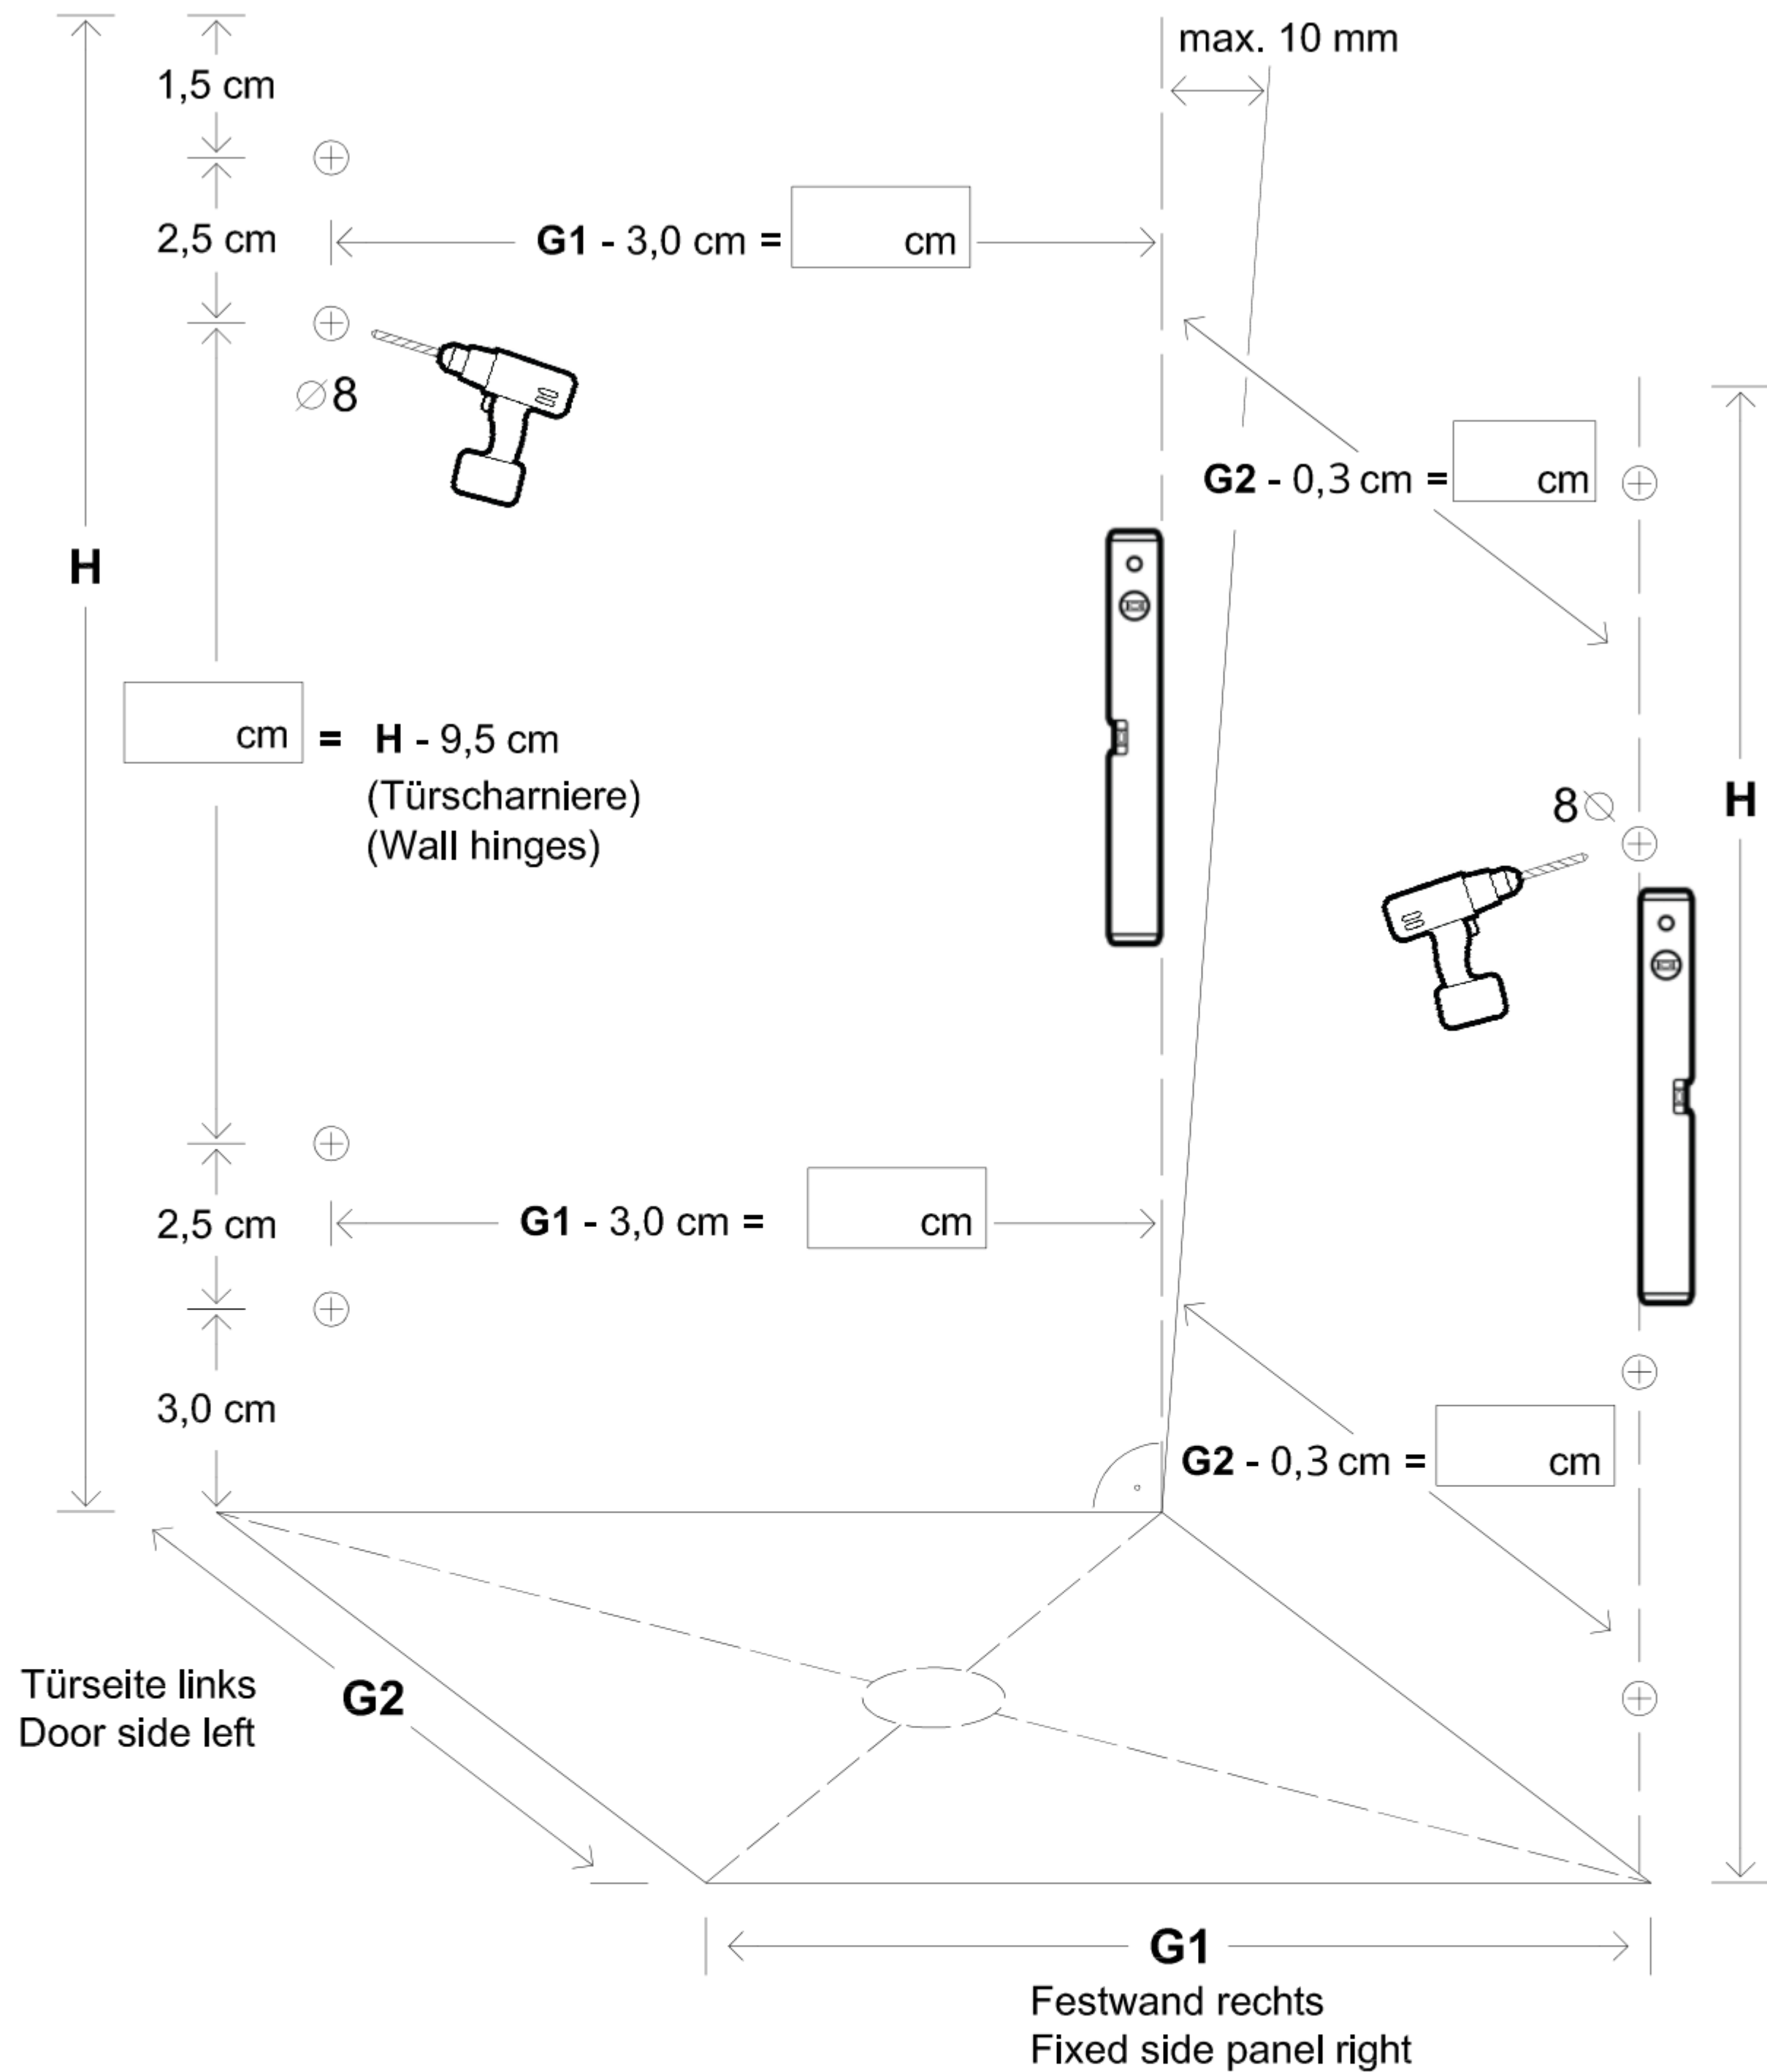 max. 10 mm
1,5 cm
2,5 cm
G1 - 3,0 cm = cm
⌀8
G2 - 0,3 cm = cm
H
cm = H - 9,5 cm
(Türscharniere)
(Wall hinges)
8⌀
H
2,5 cm
G1 - 3,0 cm = cm
3,0 cm
G2 - 0,3 cm = cm
Türseite links
Door side left
G2
G1
Festwand rechts
Fixed side panel right